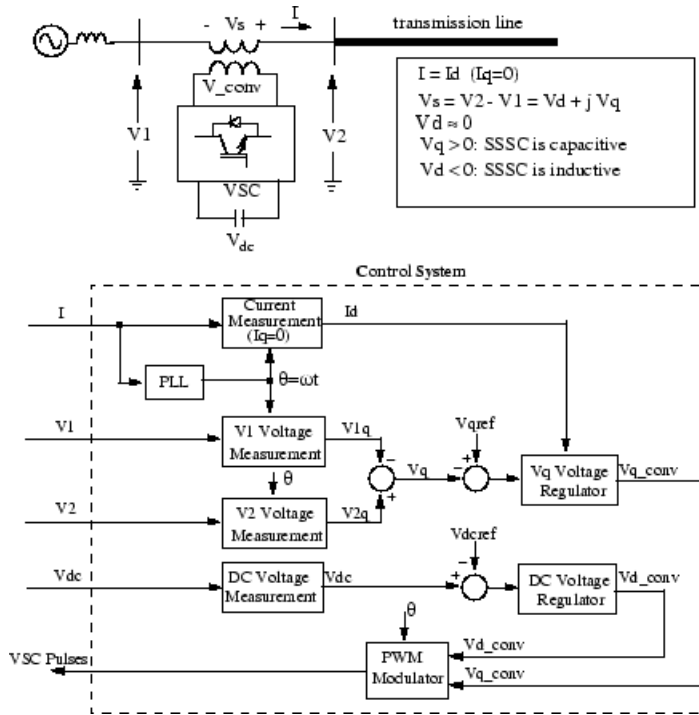 - Vs +
I
transmission line
V_conv
V1
V2
VSC
Vdc
I = Id (Iq=0)
Vs = V2 - V1 = Vd + j Vq
Vd ≈ 0
Vq > 0: SSSC is capacitive
Vd < 0: SSSC is inductive
Control System
I
Current
Measurement
(Iq=0)
Id
PLL
θ=ωt
V1
V1 Voltage
Measurement
V1q
Vqref
-
-
+
Vq
+
Vq Voltage
Regulator
Vq_conv
θ
V2
V2 Voltage
Measurement
V2q
Vdcref
-
Vdc
DC Voltage
Measurement
Vdc
+
DC Voltage
Regulator
Vd_conv
θ
VSC Pulses
PWM
Modulator
Vd_conv
Vq_conv